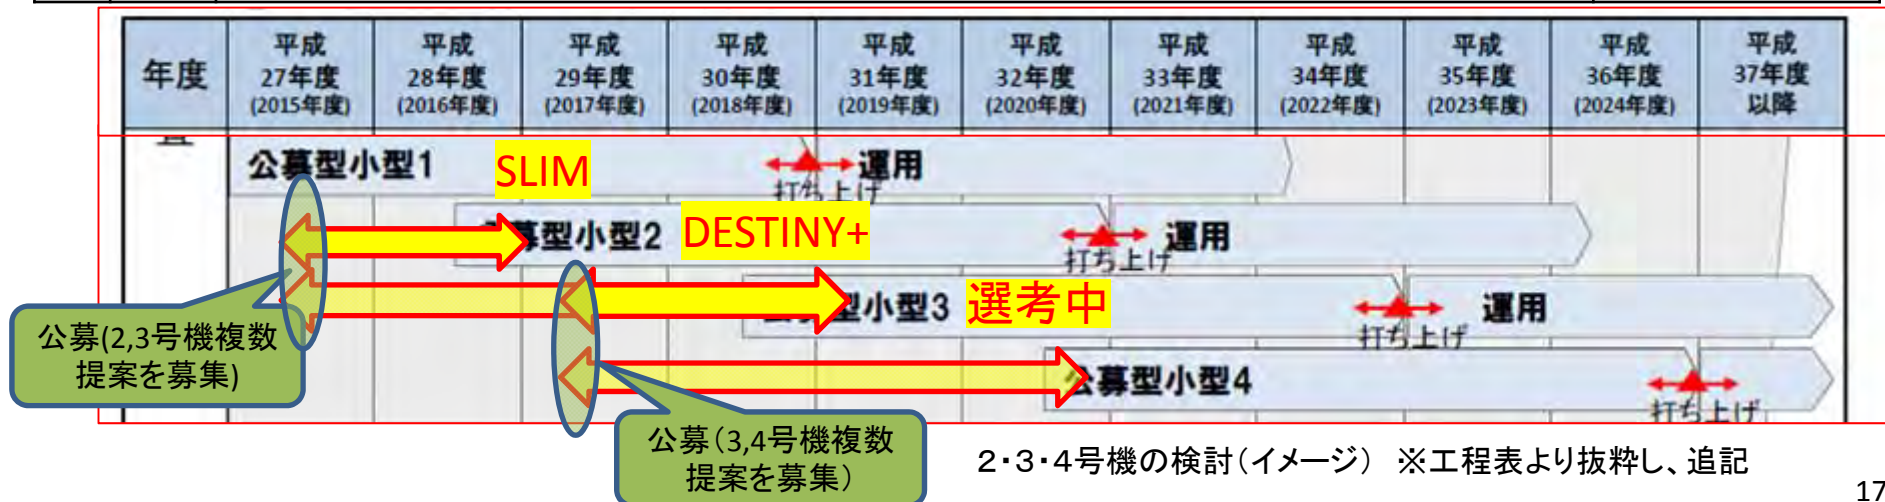 年度
平成
27年度
(2015年度)
平成
28年度
(2016年度)
平成
29年度
(2017年度)
平成
30年度
(2018年度)
平成
31年度
(2019年度)
平成
32年度
(2020年度)
平成
33年度
(2021年度)
平成
34年度
(2022年度)
平成
35年度
(2023年度)
平成
36年度
(2024年度)
平成
37年度
以降
公募型小型1
SLIM
運用
打ち上げ
募型小型2
DESTINY+
運用
打ち上げ
型小型3
選考中
運用
打ち上げ
公募型小型4
打ち上げ
公募(2,3号機複数
提案を募集)
公募(3,4号機複数
提案を募集)
2・3・4号機の検討(イメージ) ※工程表より抜粋し、追記
17